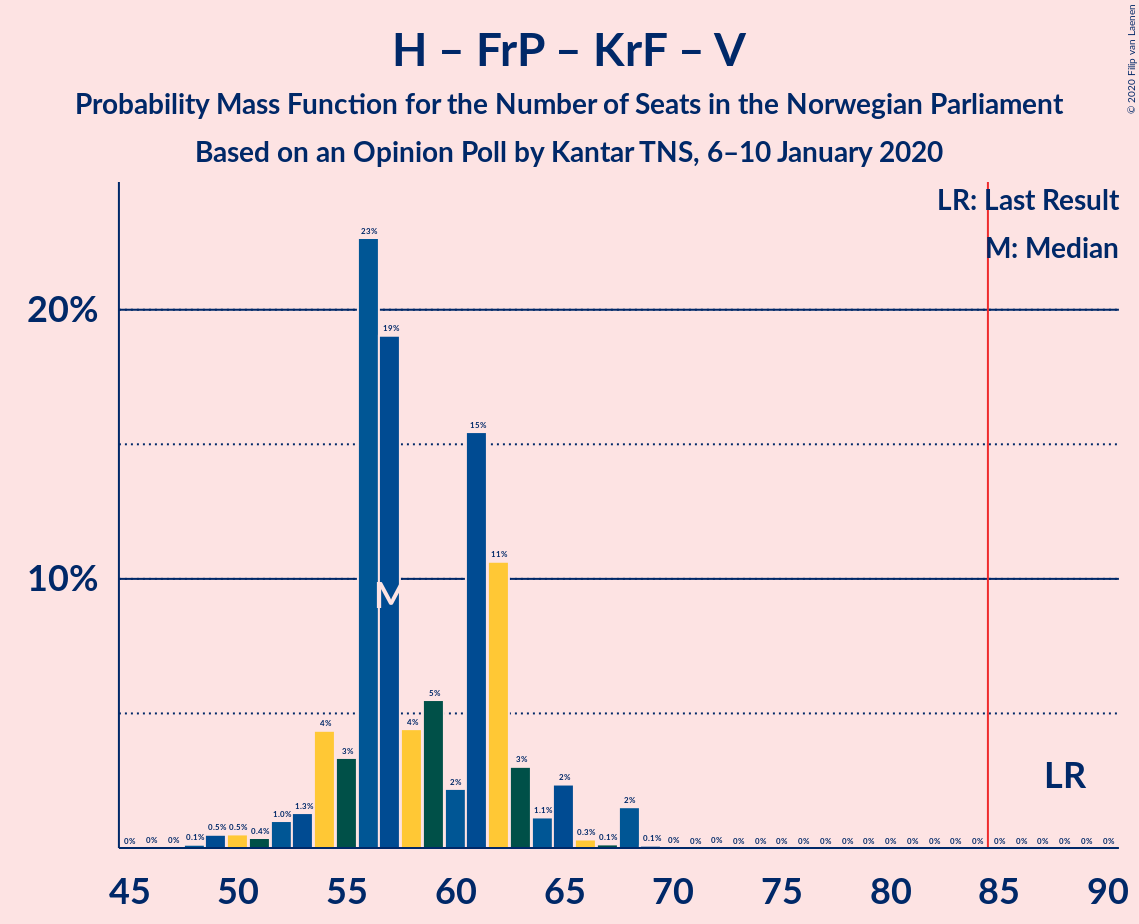 H – FrP – KrF – V
Probability Mass Function for the Number of Seats in the Norwegian Parliament
Based on an Opinion Poll by Kantar TNS, 6–10 January 2020
© 2020 Filip van Laenen
LR: Last Result
M: Median
20%
10%
0% 0% 0% 0.1% 0.5% 0.5% 0.4% 1.0% 1.3% 4% 3% 23% 19% 4% 5% 2% 15% 11% 3% 1.1% 2% 0.3% 0.1% 2% 0.1% 0% 0% 0% 0% 0% 0% 0% 0% 0% 0% 0% 0% 0% 0% 0% 0% 0% 0% 0% 0% 0%
M
LR
45 50 55 60 65 70 75 80 85 90